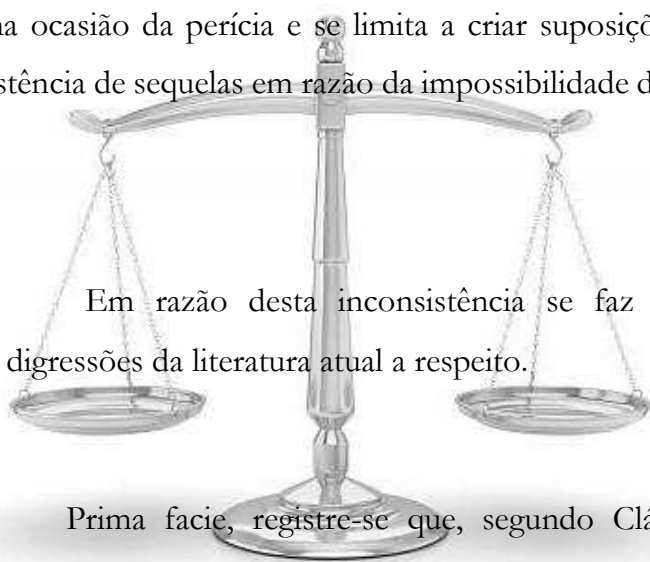 na ocasião da perícia e se limita a criar suposiçõ
stência de sequelas em razão da impossibilidade d
Em razão desta inconsistência se faz
digressões da literatura atual a respeito.
Prima facie, registre-se que, segundo Clá